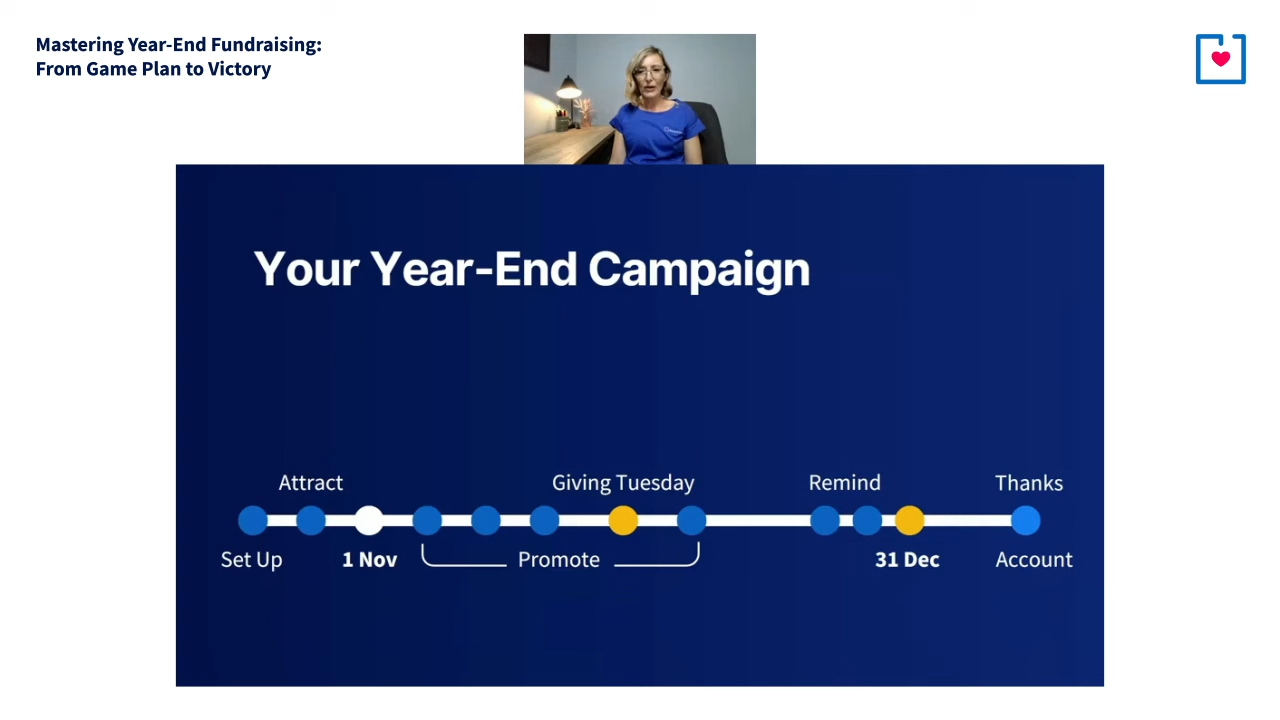 Mastering Year-End Fundraising:
From Game Plan to Victory
Your Year-End Campaign
Attract
Giving Tuesday
Remind
Thanks
Set Up
1 Nov
Promote
31 Dec
Account